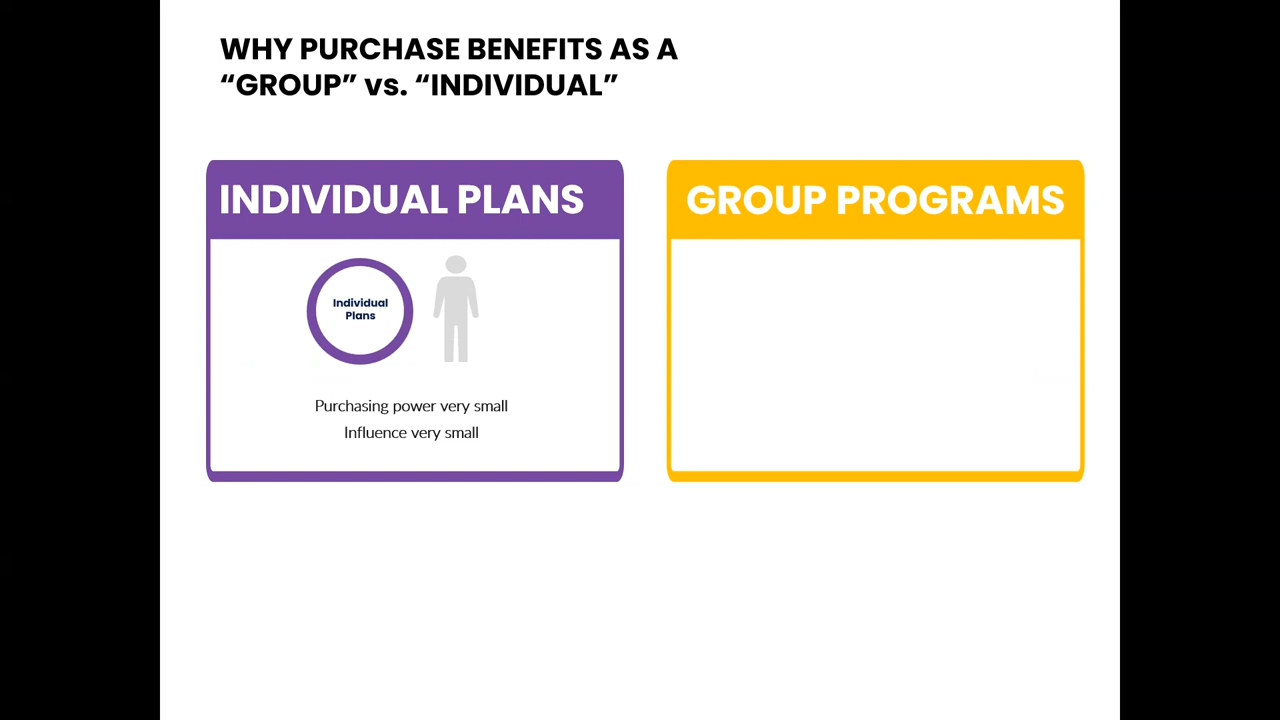 WHY PURCHASE BENEFITS AS A
“GROUP” vs. “INDIVIDUAL”
INDIVIDUAL PLANS
Individual
Plans
Purchasing power very small
Influence very small
GROUP PROGRAMS